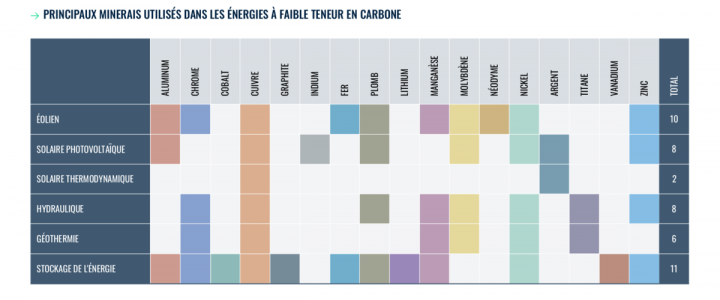 → PRINCIPAUX MINERAIS UTILISÉS DANS LES ÉNERGIES À FAIBLE TENEUR EN CARBONE
ALUMINUM
CHROME
COBALT
CUIVRE
GRAPHITE
INDIUM
FER
PLOMB
LITHIUM
MANGANÈSE
MOLYBDÈNE
NÉODYME
NICKEL
ARGENT
TITANE
VANADIUM
ZINC
TOTAL
ÉOLIEN 10
SOLAIRE PHOTOVOLTAÏQUE 8
SOLAIRE THERMODYNAMIQUE 2
HYDRAULIQUE 8
GÉOTHERMIE 6
STOCKAGE DE L'ÉNERGIE 11